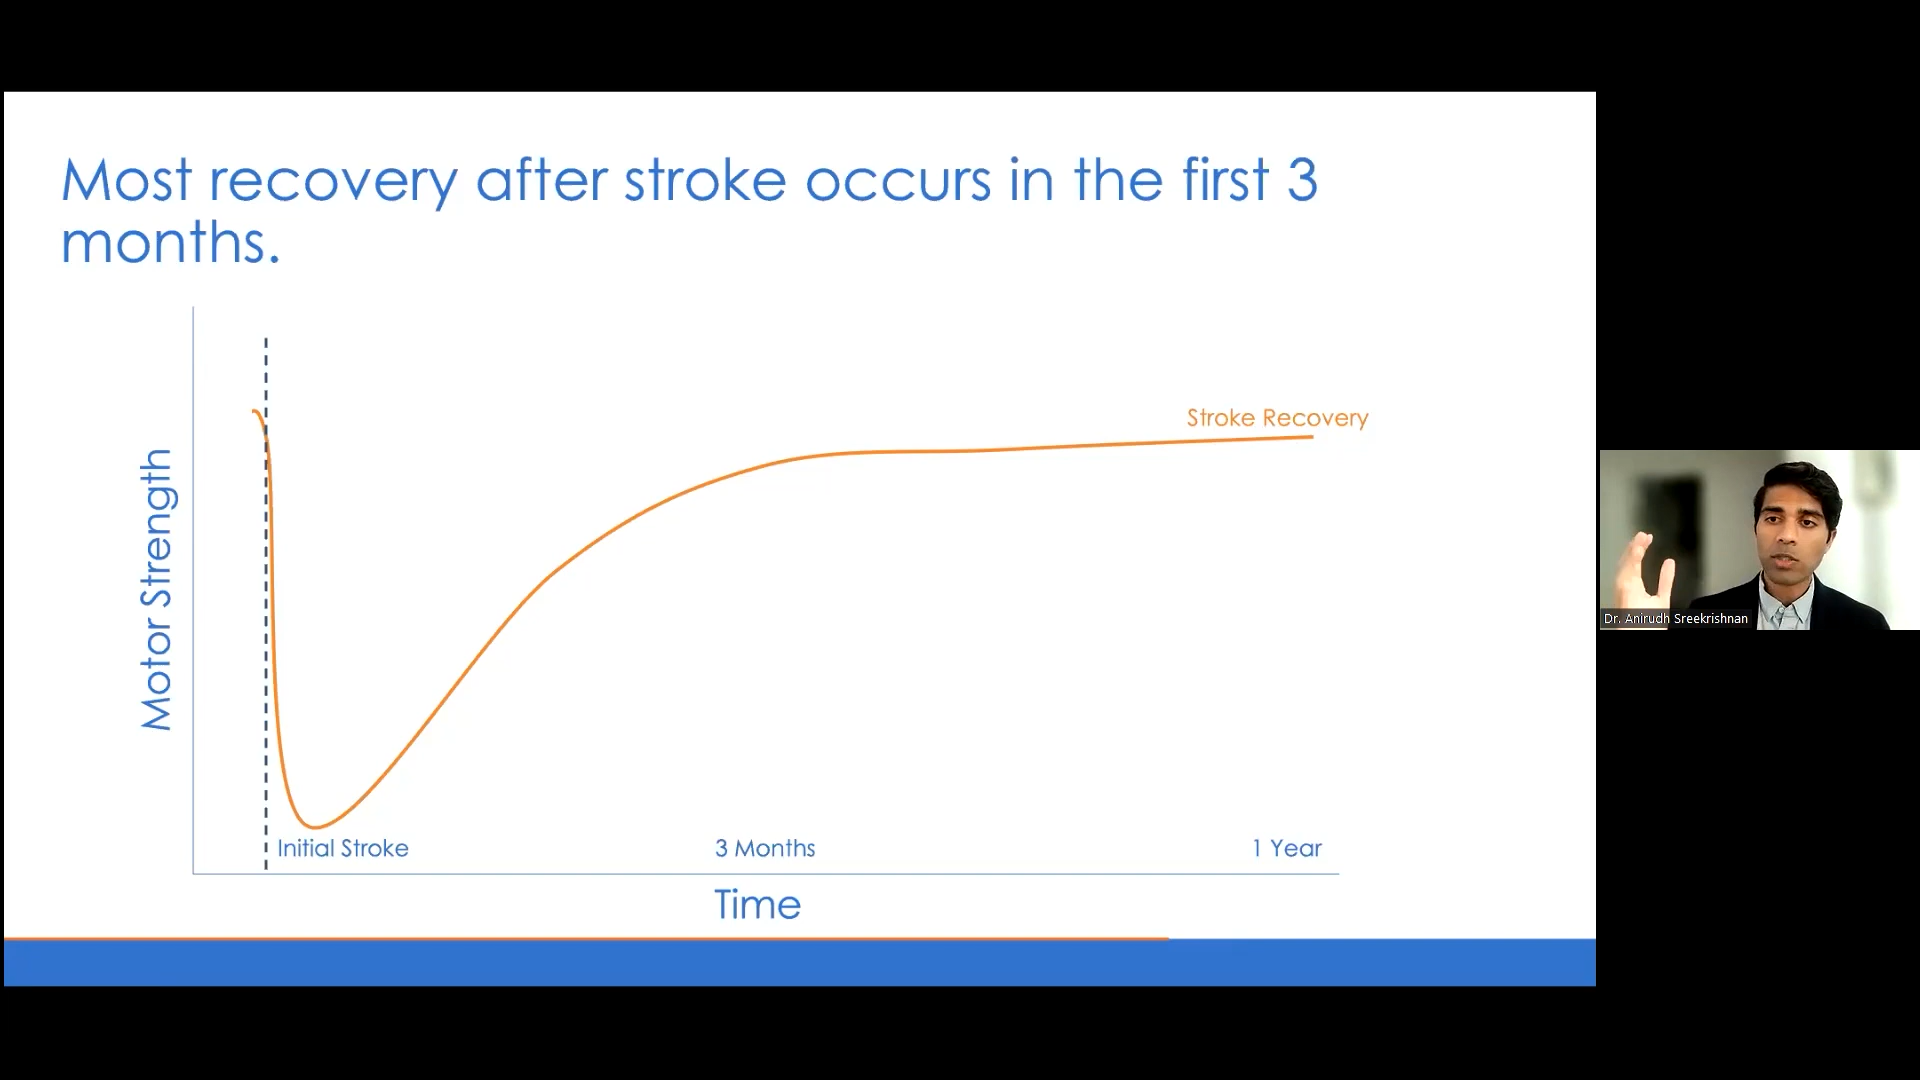 Most recovery after stroke occurs in the first 3
months.
Stroke Recovery
Motor Strength
Initial Stroke
3 Months
1 Year
Time
Dr. Anirudh Sreekrishnan